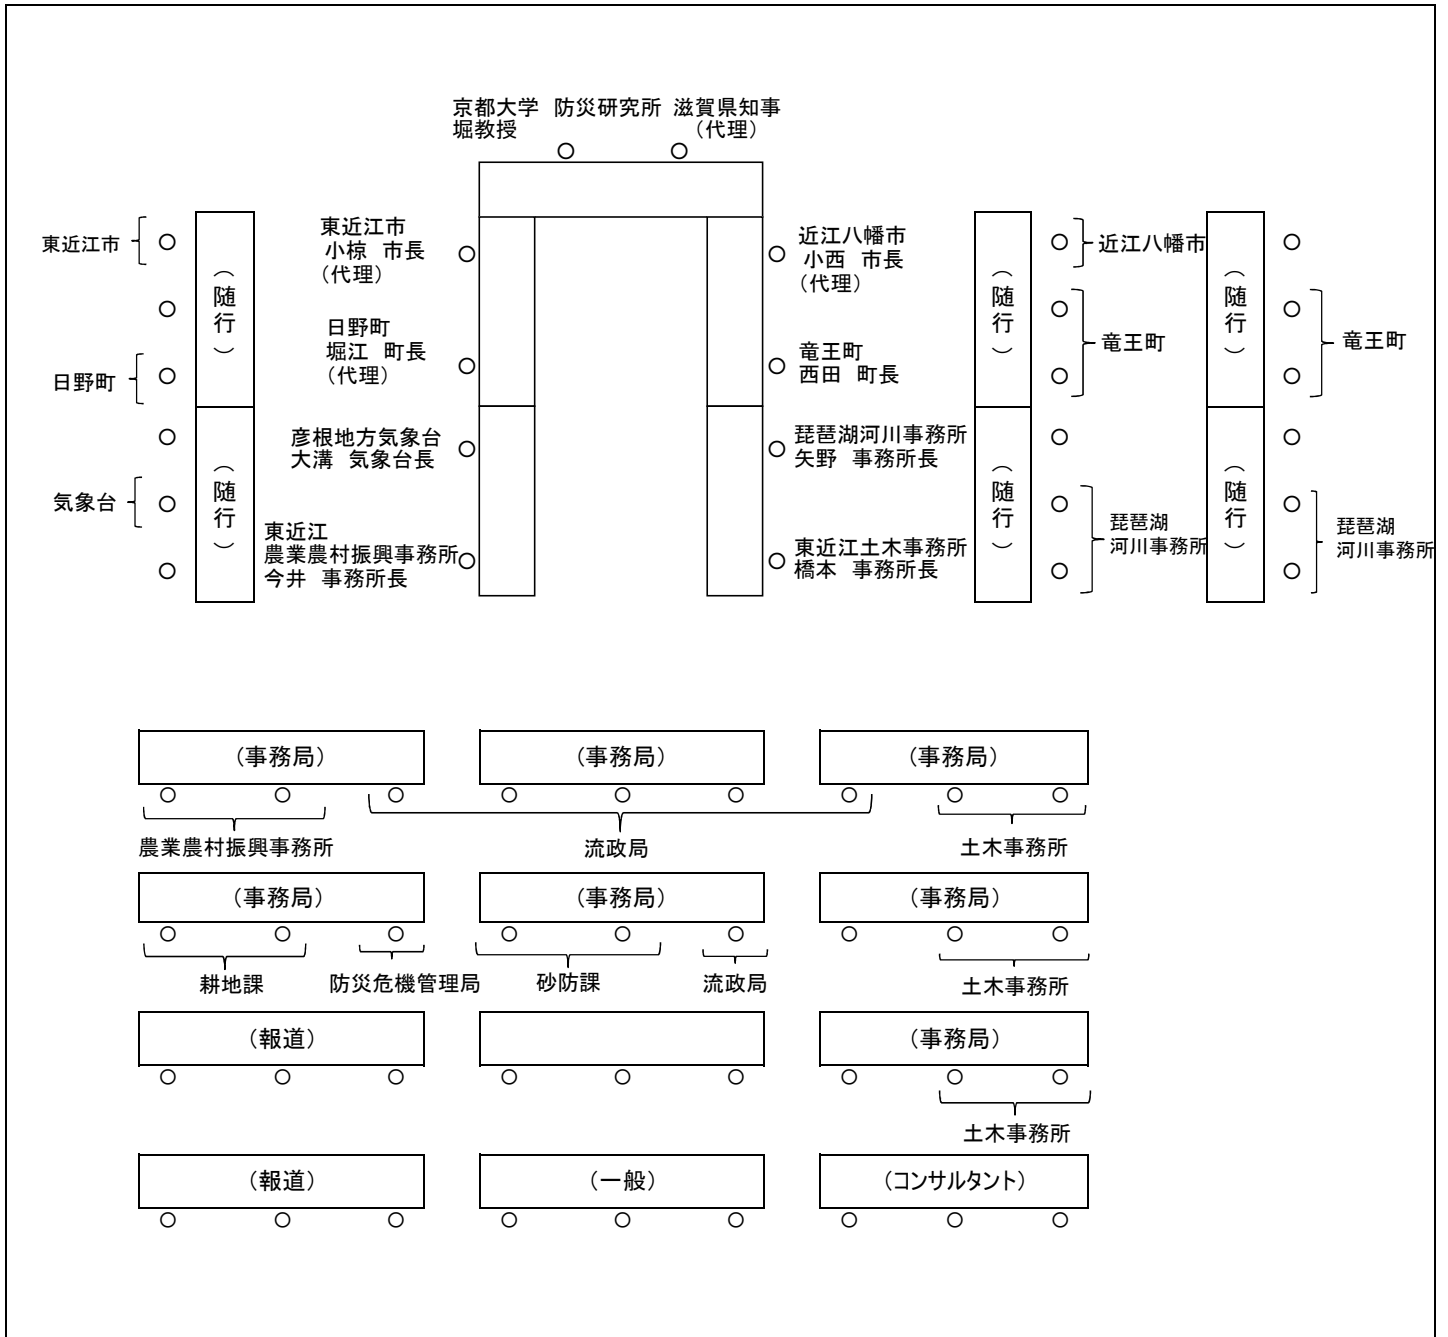 京都大学 防災研究所 滋賀県知事
堀教授 （代理）
東近江市
（随行）
東近江市
小椋 市長
（代理）
近江八幡市
小西 市長
（代理）
（随行）
近江八幡市
（随行）
日野町
日野町
堀江 町長
（代理）
竜王町
西田 町長
竜王町
竜王町
気象台
（随行）
彦根地方気象台
大溝 気象台長
琵琶湖河川事務所
矢野 事務所長
（随行）
琵琶湖
河川事務所
（随行）
琵琶湖
河川事務所
東近江
農業農村振興事務所
今井 事務所長
東近江土木事務所
橋本 事務所長
（事務局） （事務局） （事務局）
農業農村振興事務所 流政局 土木事務所
（事務局） （事務局） （事務局）
耕地課 防災危機管理局 砂防課 流政局 土木事務所
（報道） （事務局）
土木事務所
（報道） （一般） （コンサルタント）